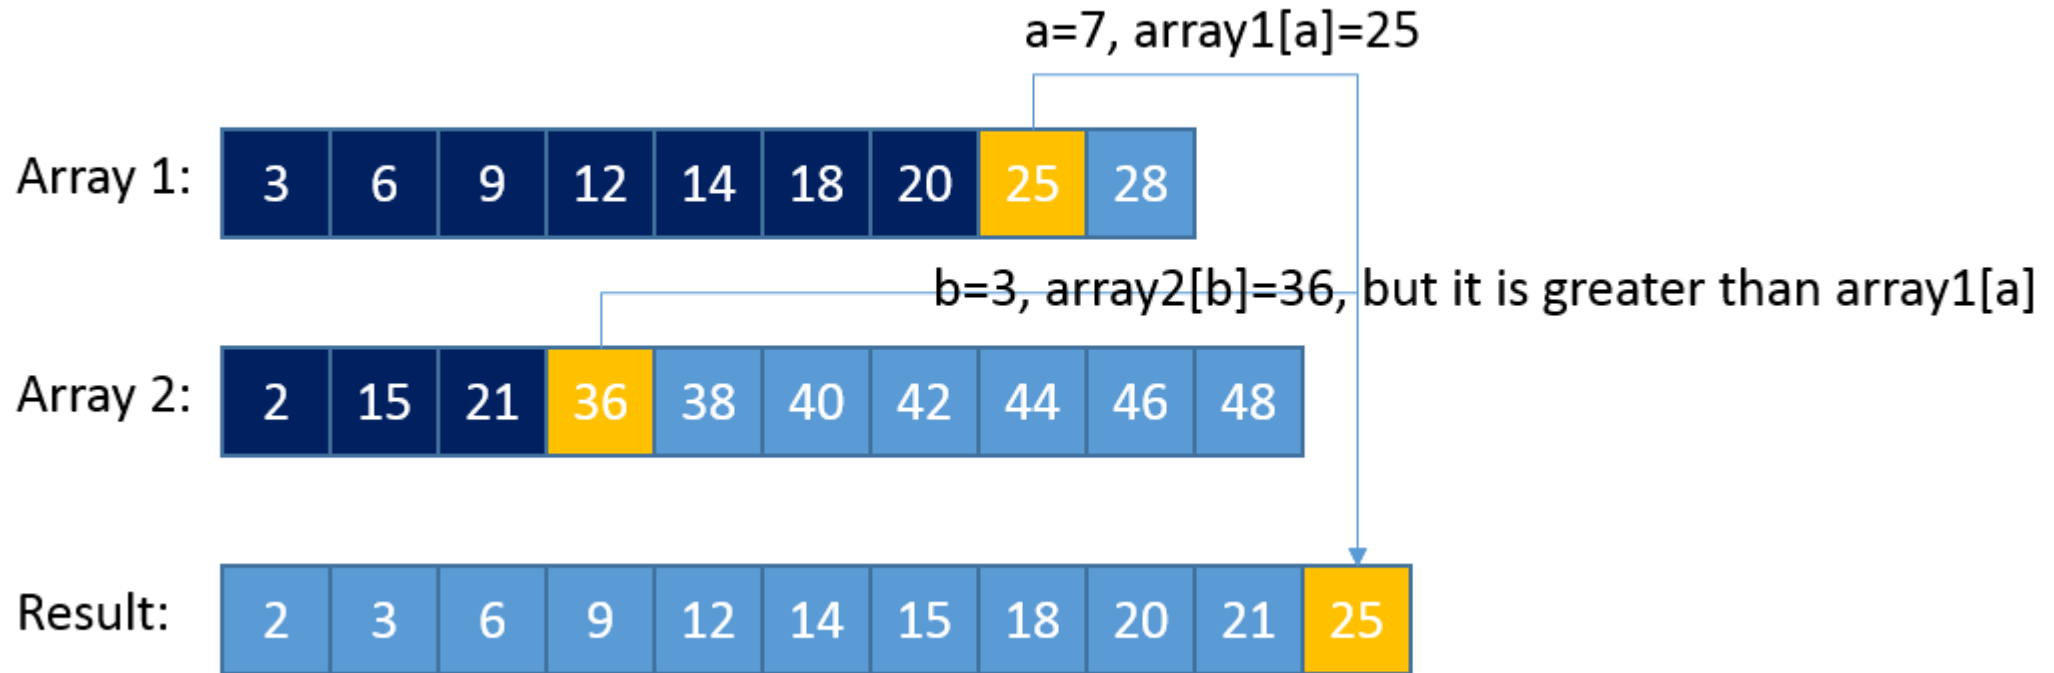 a=7, array1[a]=25
Array 1: 3 6 9 12 14 18 20 25 28
b=3, array2[b]=36, but it is greater than array1[a]
Array 2: 2 15 21 36 38 40 42 44 46 48
Result: 2 3 6 9 12 14 15 18 20 21 25